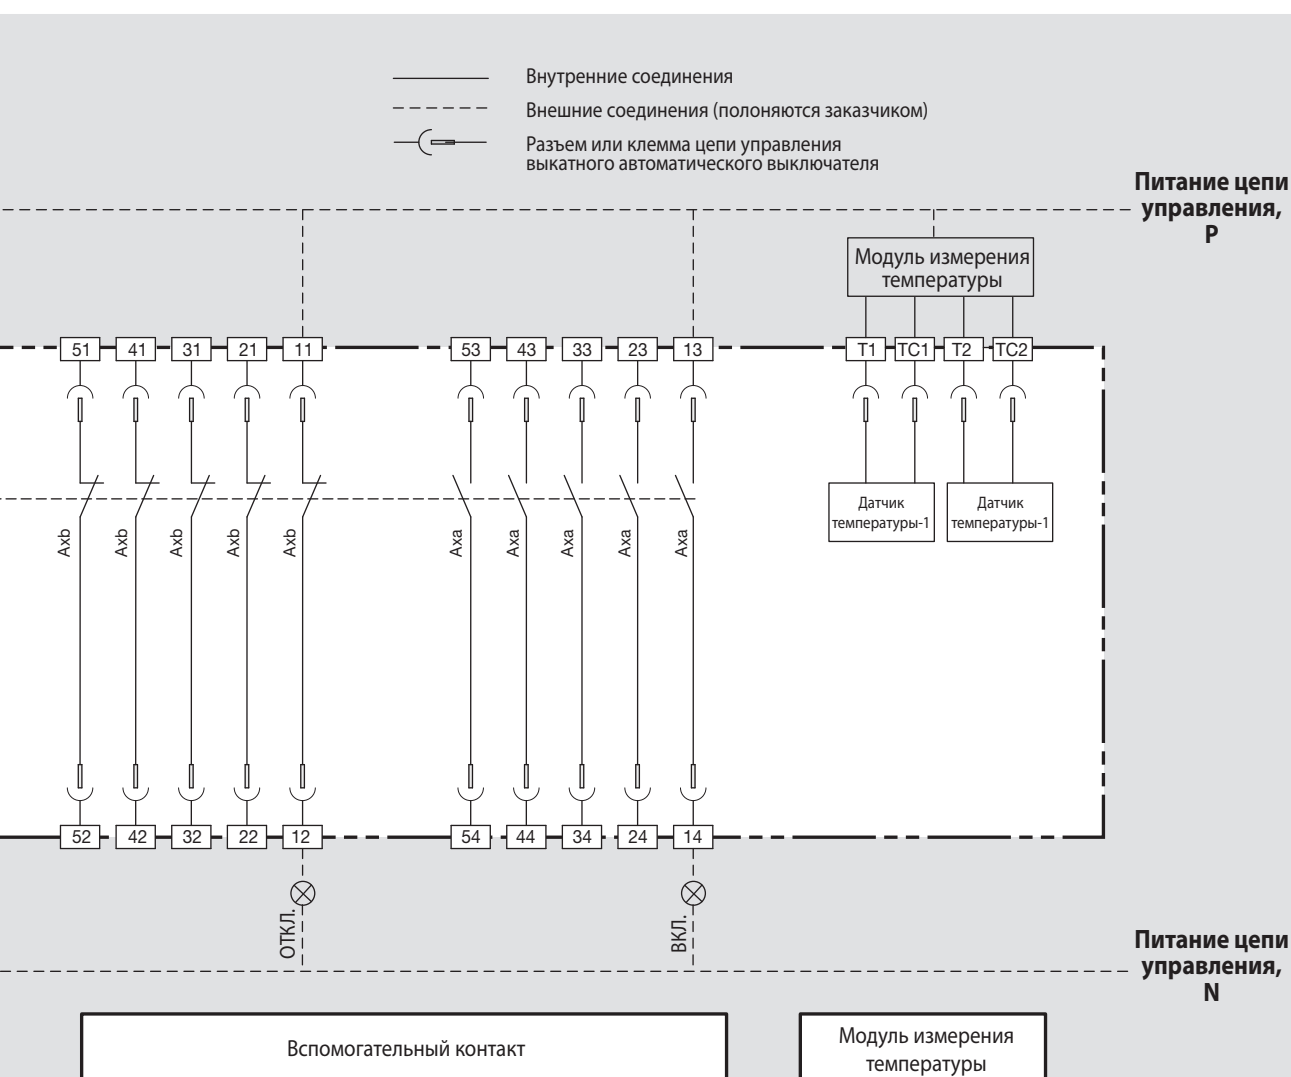 Внутренние соединения
Внешние соединения (полоняются заказчиком)
Разъем или клемма цепи управления
выкатного автоматического выключателя
Питание цепи
управления,
P
Модуль измерения
температуры
51 41 31 21 11 53 43 33 23 13 T1 TC1 T2 TC2
Датчик
температуры-1
Датчик
температуры-1
Axb Axb Axb Axb Axb Axa Axa Axa Axa Axa
52 42 32 22 12 54 44 34 24 14
ОТКЛ.
ВКЛ.
Питание цепи
управления,
N
Вспомогательный контакт
Модуль измерения
температуры